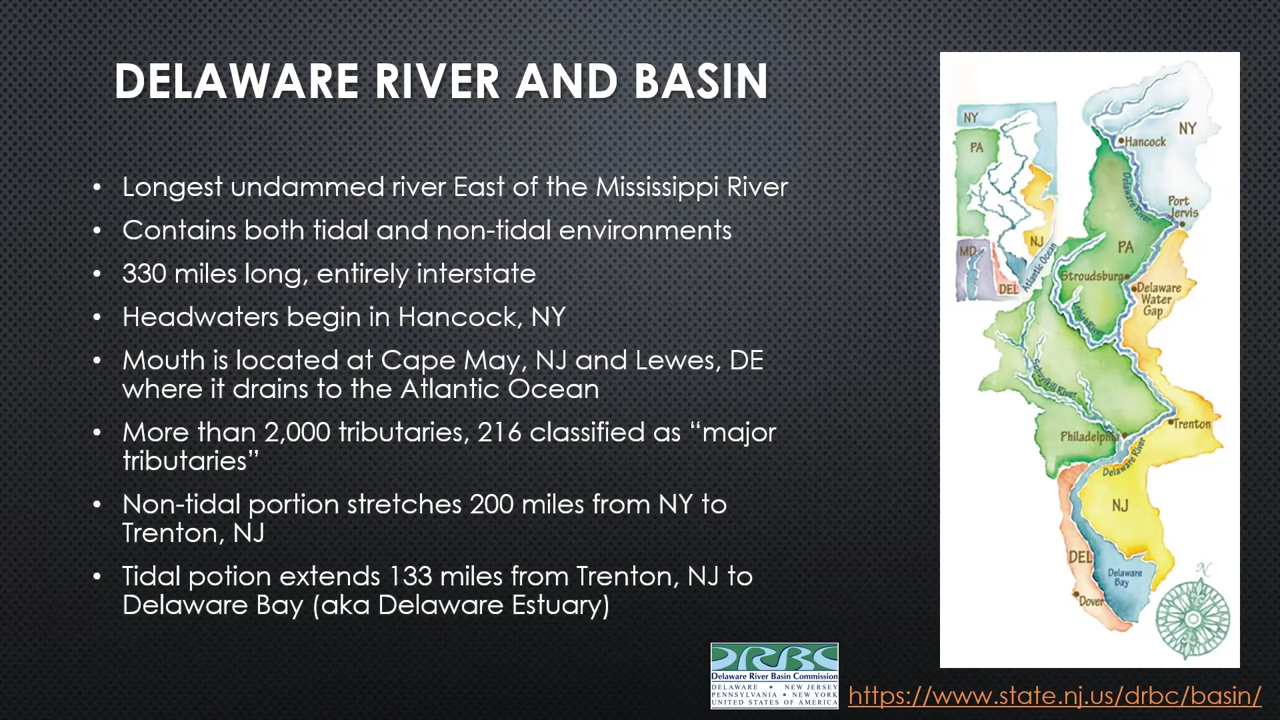 DELAWARE RIVER AND BASIN
• Longest undammed river East of the Mississippi River
• Contains both tidal and non-tidal environments
• 330 miles long, entirely interstate
• Headwaters begin in Hancock, NY
• Mouth is located at Cape May, NJ and Lewes, DE
where it drains to the Atlantic Ocean
• More than 2,000 tributaries, 216 classified as “major
tributaries”
• Non-tidal portion stretches 200 miles from NY to
Trenton, NJ
• Tidal potion extends 133 miles from Trenton, NJ to
Delaware Bay (aka Delaware Estuary)
NY
PA
NJ
MD
DEL
Atlantic Ocean
NY
Hancock
Delaware River
Port
Jervis
PA
Stroudsburg
Delaware
Water
Gap
Lehigh River
Schuylkill River
Trenton
Philadelphia
Delaware River
NJ
DEL
Delaware
Bay
Dover
N
DRBC
Delaware River Basin Commission
DELAWARE • NEW JERSEY
PENNSYLVANIA • NEW YORK
UNITED STATES OF AMERICA
https://www.state.nj.us/drbc/basin/